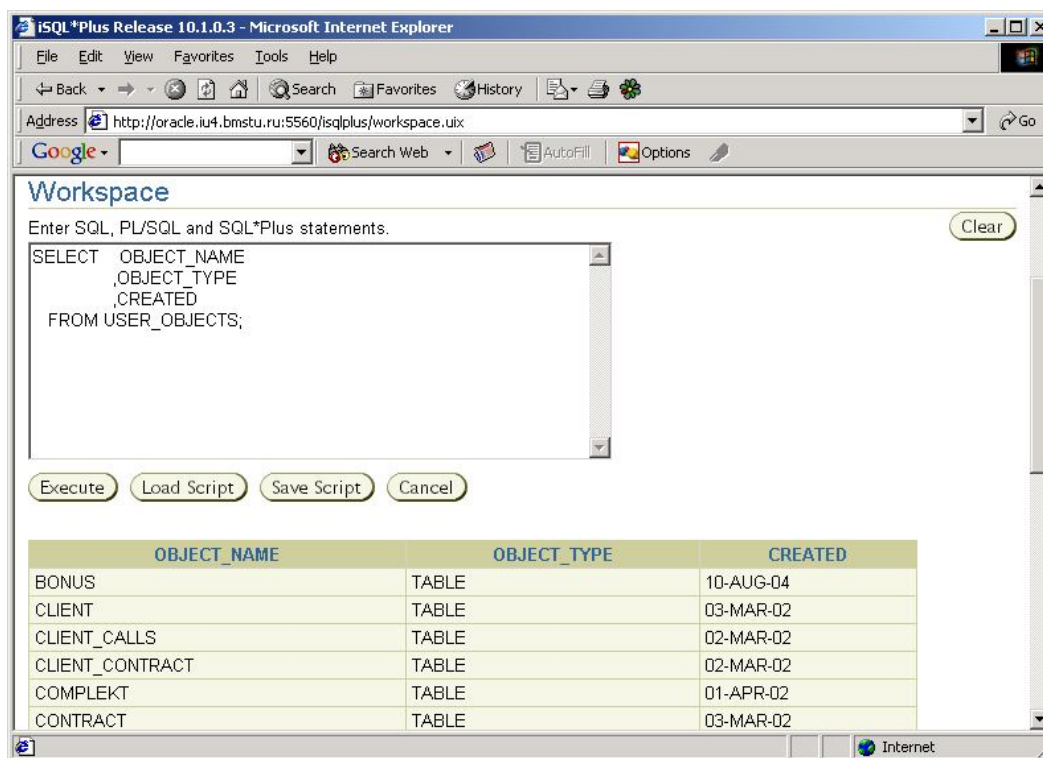 iSQL*Plus Release 10.1.0.3 - Microsoft Internet Explorer
File Edit View Favorites Tools Help
Back Search Favorites History
Address http://oracle.iu4.bmstu.ru:5560/isqlplus/workspace.uix Go
Google Search Web AutoFill Options
Workspace
Enter SQL, PL/SQL and SQL*Plus statements. Clear
SELECT OBJECT_NAME
,OBJECT_TYPE
,CREATED
FROM USER_OBJECTS;
Execute Load Script Save Script Cancel
OBJECT_NAME OBJECT_TYPE CREATED
BONUS TABLE 10-AUG-04
CLIENT TABLE 03-MAR-02
CLIENT_CALLS TABLE 02-MAR-02
CLIENT_CONTRACT TABLE 02-MAR-02
COMPLEKT TABLE 01-APR-02
CONTRACT TABLE 03-MAR-02
Internet